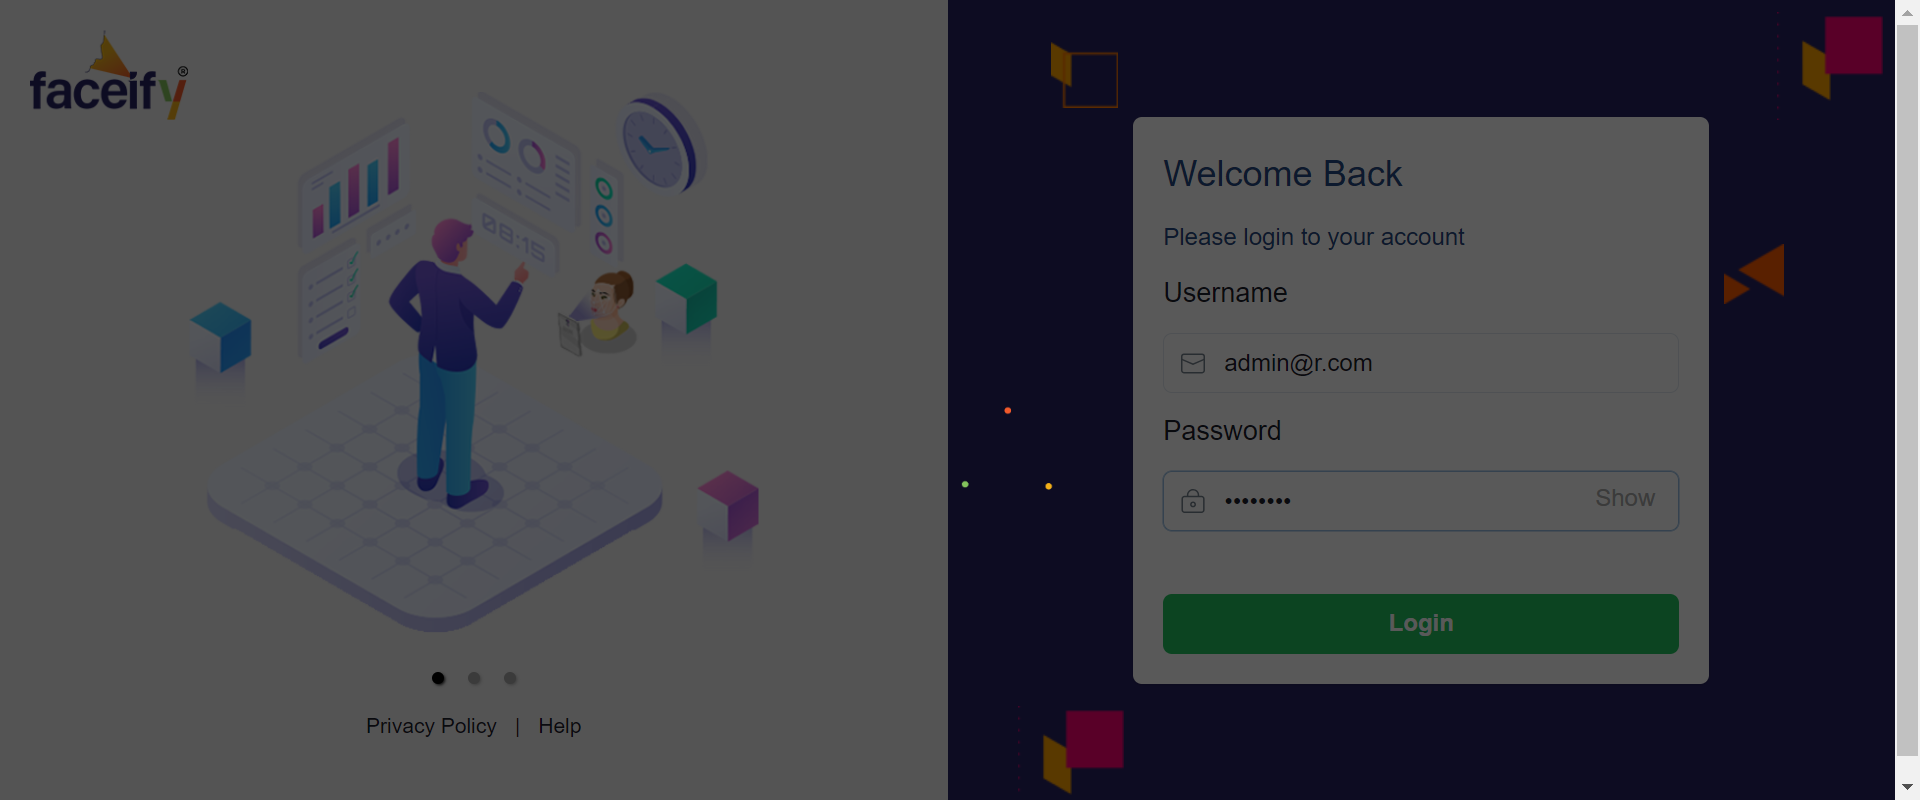 faceify®
08:15
Welcome Back
Please login to your account
Username
admin@r.com
Password
•••••••• Show
Login
Privacy Policy | Help